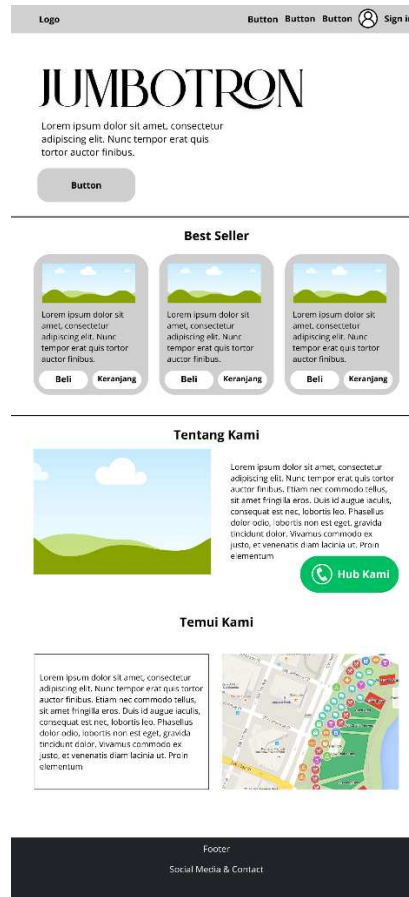 Logo
Button Button Button Sign in
JUMBOTRON
Lorem ipsum dolor sit amet, consectetur
adipiscing elit. Nunc tempor erat quis
tortor auctor finibus.
Button
Best Seller
Lorem ipsum dolor sit
amet, consectetur
adipiscing elit. Nunc
tempor erat quis tortor
auctor finibus.
Beli Keranjang
Lorem ipsum dolor sit
amet, consectetur
adipiscing elit. Nunc
tempor erat quis tortor
auctor finibus.
Beli Keranjang
Lorem ipsum dolor sit
amet, consectetur
adipiscing elit. Nunc
tempor erat quis tortor
auctor finibus.
Beli Keranjang
Tentang Kami
Lorem ipsum dolor sit amet, consectetur
adipiscing elit. Nunc tempor erat quis tortor
auctor finibus. Etiam nec commodo tellus,
sit amet fringilla eros. Duis id augue iaculis,
consequat est nec, lobortis leo. Phasellus
dolor odio, lobortis non est eget, gravida
tincidunt dolor. Vivamus commodo ex
justo, et venenatis diam lacinia ut. Proin
elementum
Hub Kami
Temui Kami
Lorem ipsum dolor sit amet, consectetur
adipiscing elit. Nunc tempor erat quis tortor
auctor finibus. Etiam nec commodo tellus,
sit amet fringilla eros. Duis id augue iaculis,
consequat est nec, lobortis leo. Phasellus
dolor odio, lobortis non est eget, gravida
tincidunt dolor. Vivamus commodo ex
justo, et venenatis diam lacinia ut. Proin
elementum
Footer
Social Media & Contact